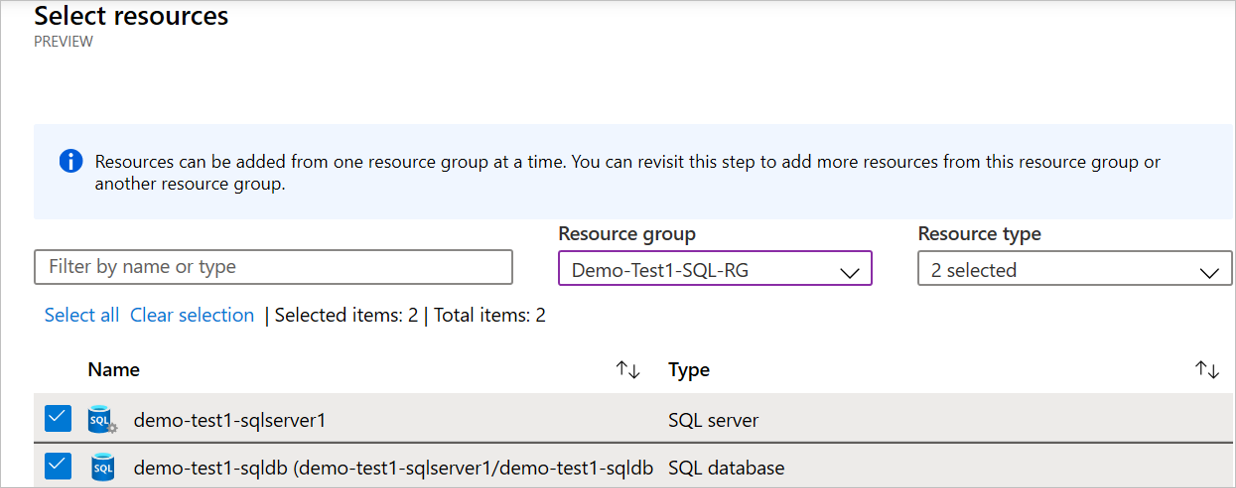 Select resources
PREVIEW
Resources can be added from one resource group at a time. You can revisit this step to add more resources from this resource group or
another resource group.
Resource group
Resource type
Filter by name or type
Demo-Test1-SQL-RG
2 selected
Select all Clear selection | Selected items: 2 | Total items: 2
Name
Type
SQL
demo-test1-sqlserver1
SQL server
SQL
demo-test1-sqldb (demo-test1-sqlserver1/demo-test1-sqldb
SQL database